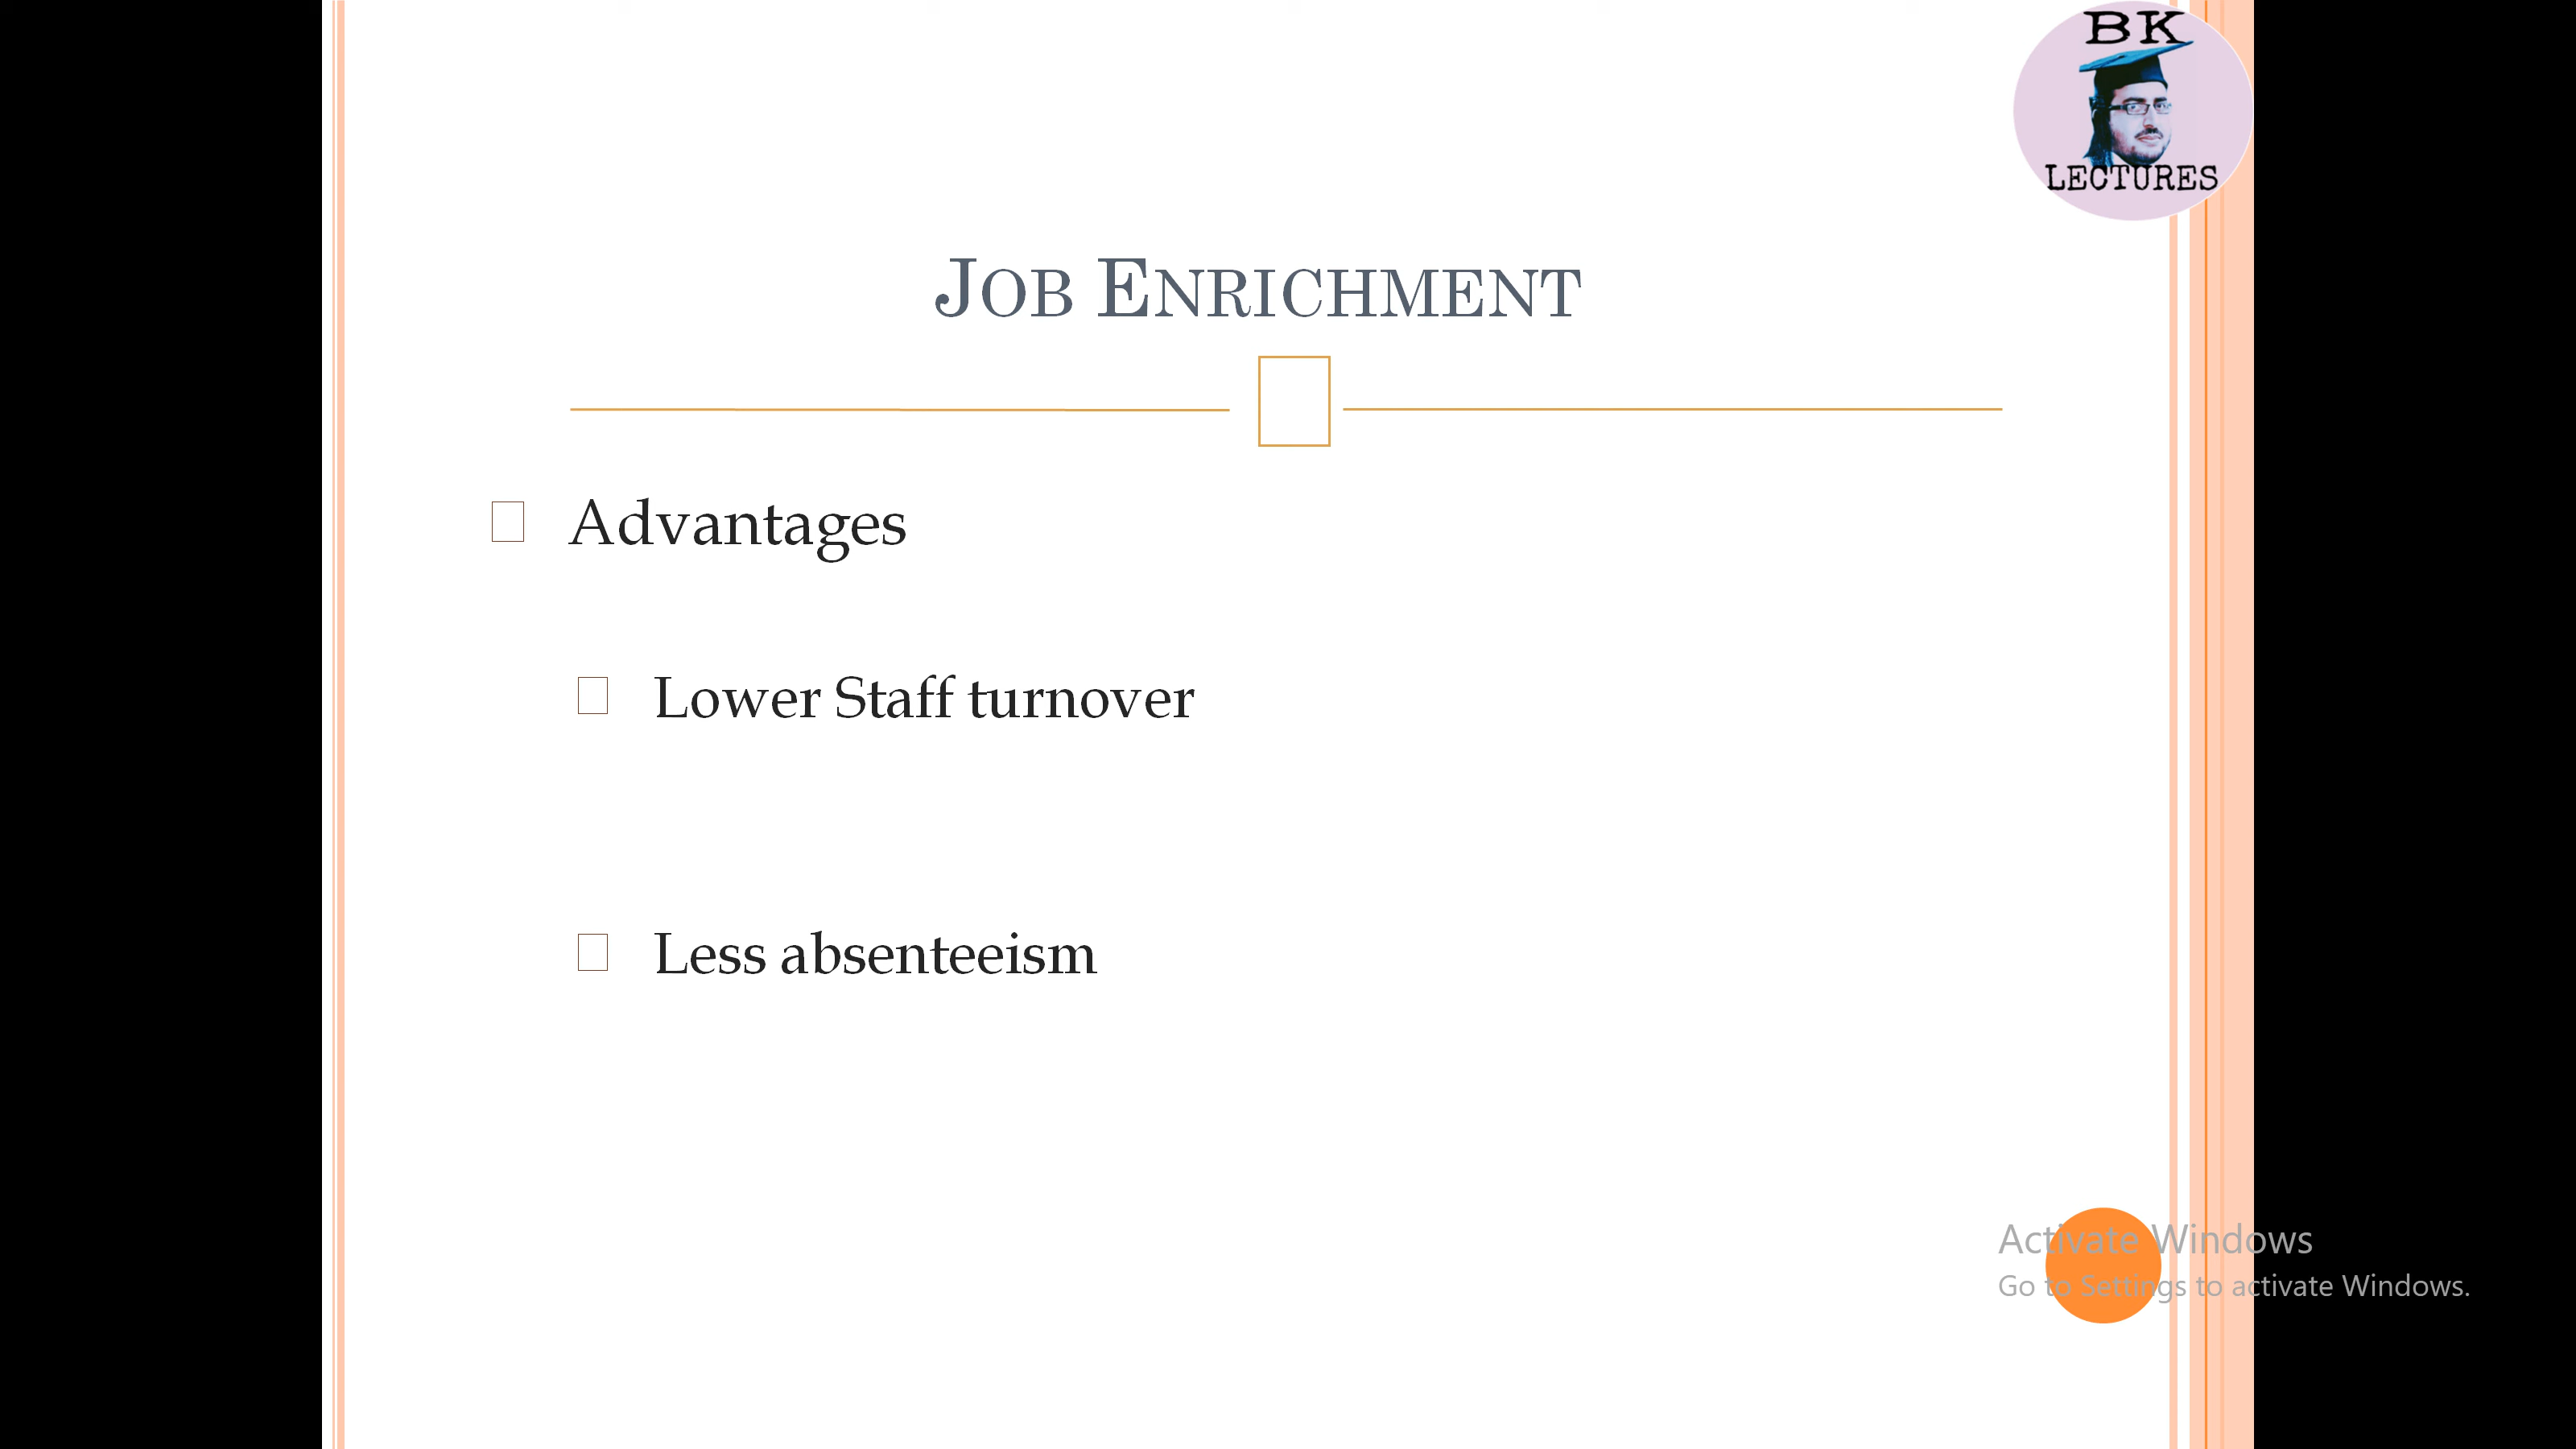 BK
LECTURES
JOB ENRICHMENT
Advantages
Lower Staff turnover
Less absenteeism
Activate Windows
Go to Settings to activate Windows.